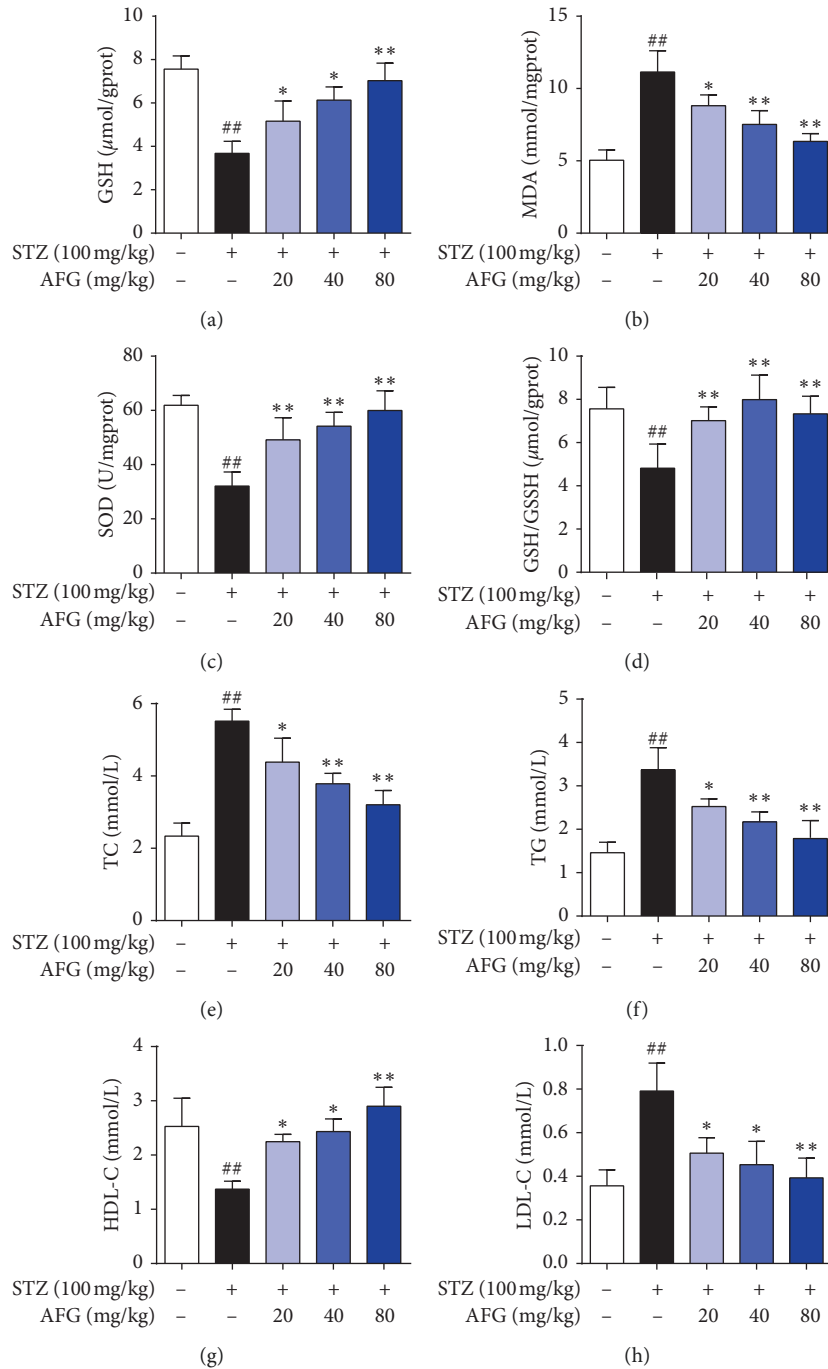 10
8
6
4
2
0
GSH (μmol/gprot)
##
*
*
**
STZ (100 mg/kg) – + + + +
AFG (mg/kg) – – 20 40 80
(a)
15
10
5
0
MDA (mmol/mgprot)
##
*
**
**
– + + + +
– – 20 40 80
(b)
80
60
40
20
0
SOD (U/mgprot)
##
**
**
**
STZ (100 mg/kg) – + + + +
AFG (mg/kg) – – 20 40 80
(c)
10
8
6
4
2
0
GSH/GSSH (μmol/gprot)
##
**
**
**
STZ (100 mg/kg) – + + + +
AFG (mg/kg) – – 20 40 80
(d)
6
4
2
0
TC (mmol/L)
##
*
**
**
STZ (100 mg/kg) – + + + +
AFG (mg/kg) – – 20 40 80
(e)
5
4
3
2
1
0
TG (mmol/L)
##
*
**
**
STZ (100 mg/kg) – + + + +
AFG (mg/kg) – – 20 40 80
(f)
4
3
2
1
0
HDL-C (mmol/L)
##
*
*
**
STZ (100 mg/kg) – + + + +
AFG (mg/kg) – – 20 40 80
(g)
1.0
0.8
0.6
0.4
0.2
0.0
LDL-C (mmol/L)
##
*
*
**
STZ (100 mg/kg) – + + + +
AFG (mg/kg) – – 20 40 80
(h)